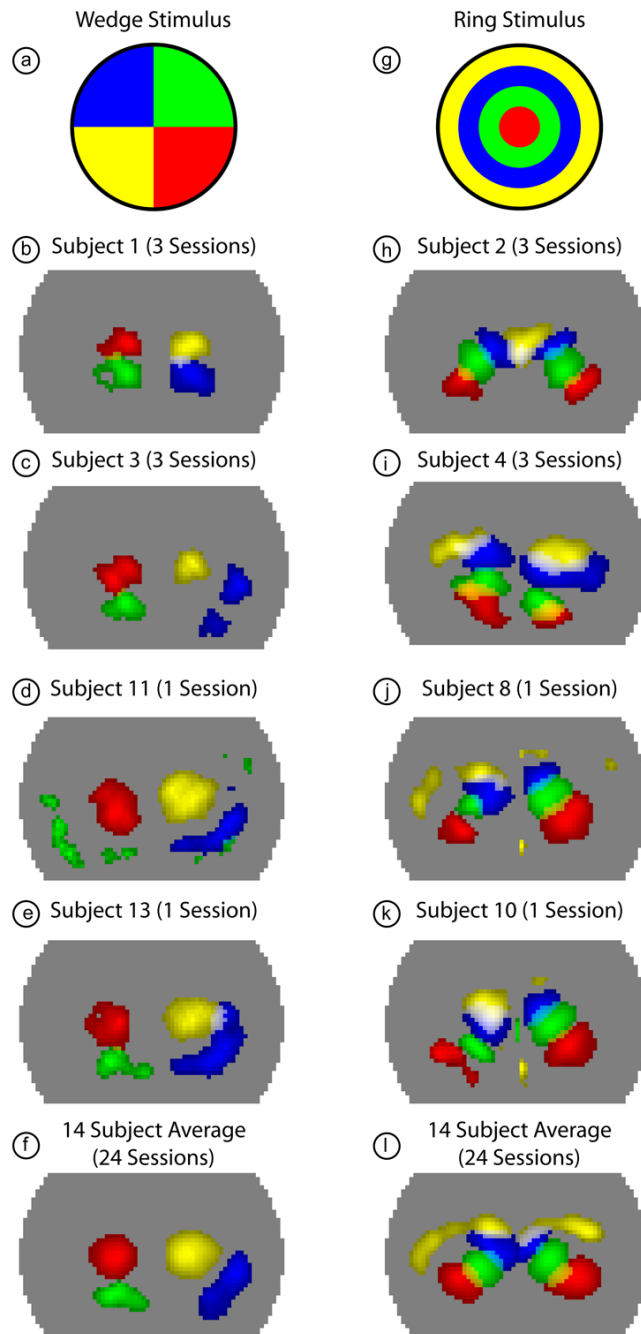 Wedge Stimulus
Ring Stimulus
a
g
b Subject 1 (3 Sessions)
h Subject 2 (3 Sessions)
c Subject 3 (3 Sessions)
i Subject 4 (3 Sessions)
d Subject 11 (1 Session)
j Subject 8 (1 Session)
e Subject 13 (1 Session)
k Subject 10 (1 Session)
f 14 Subject Average
(24 Sessions)
l 14 Subject Average
(24 Sessions)